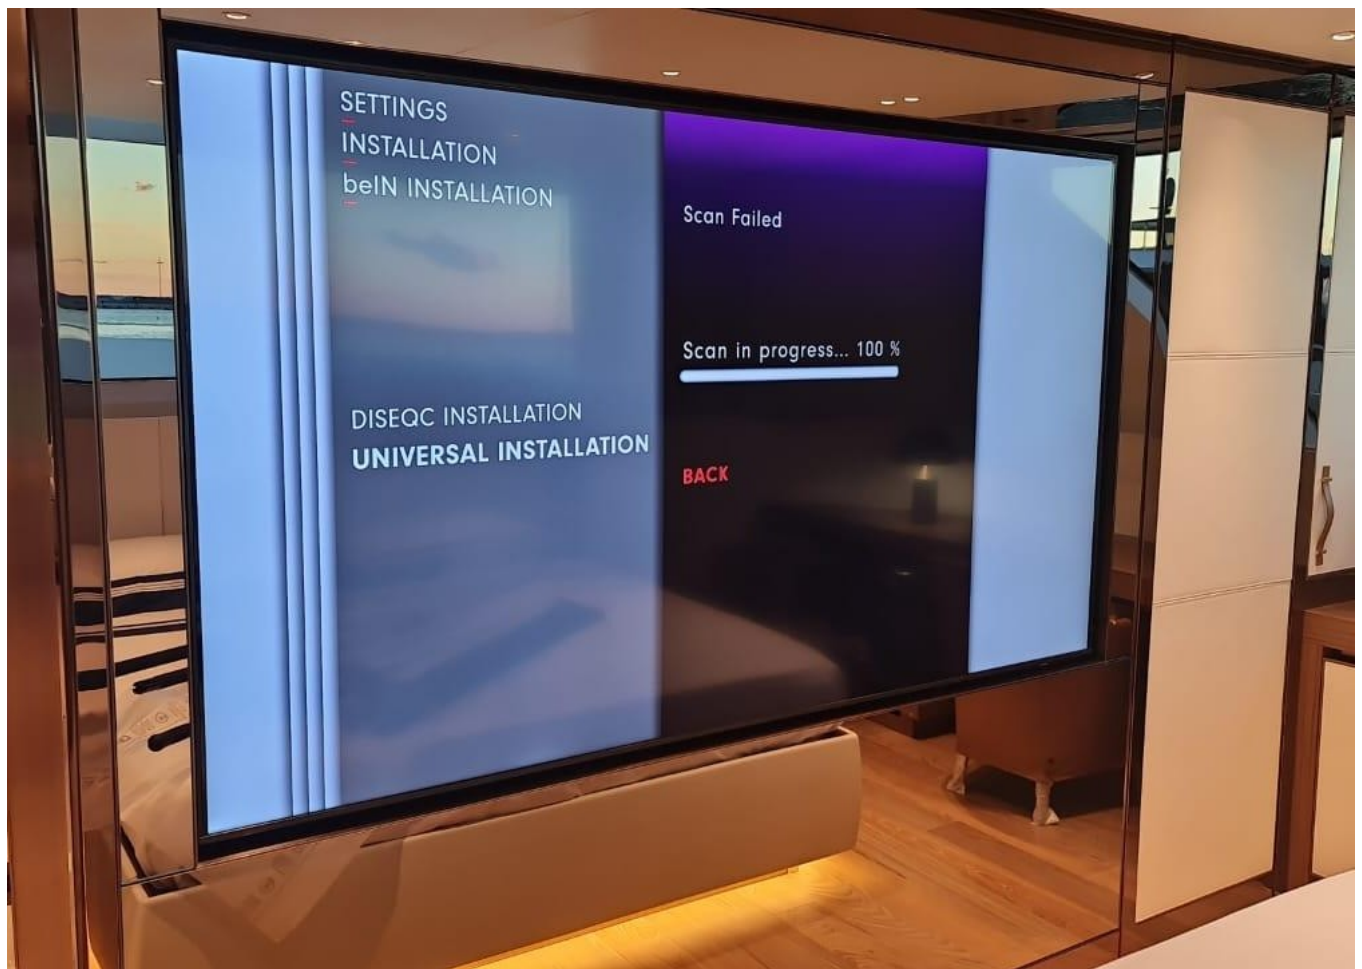 SETTINGS
INSTALLATION
beIN INSTALLATION
Scan Failed
Scan in progress... 100 %
DISEQC INSTALLATION
UNIVERSAL INSTALLATION
BACK